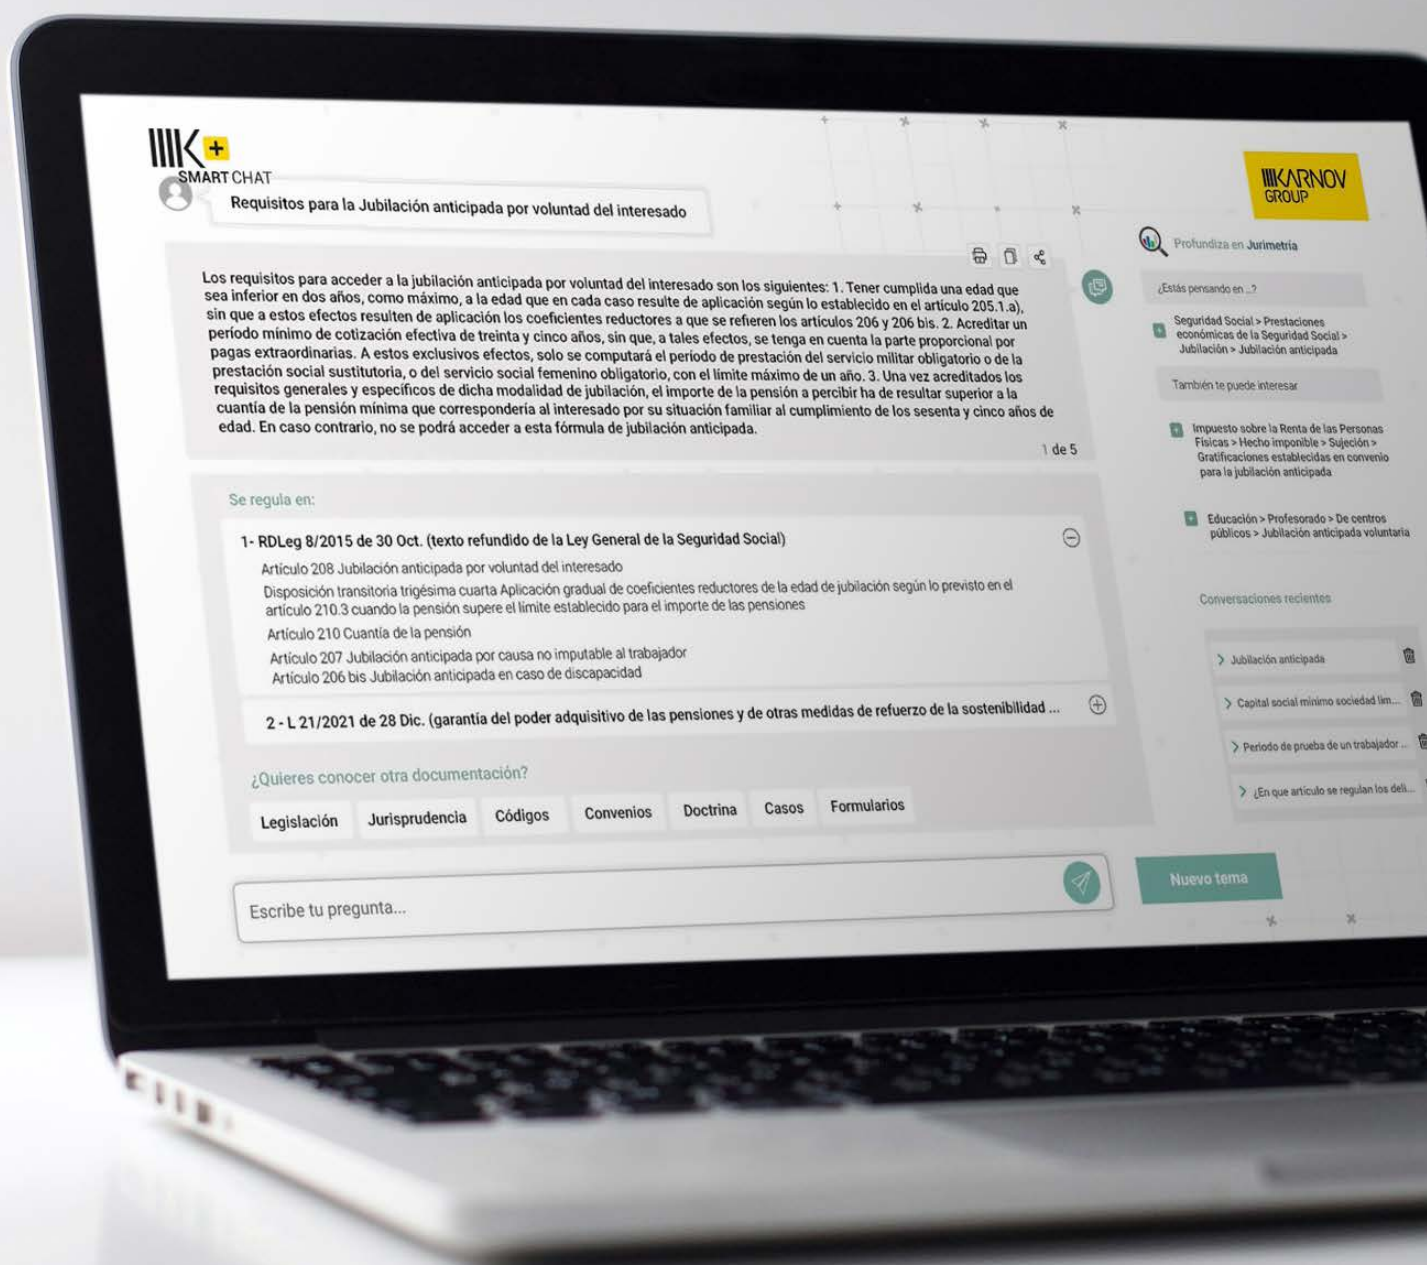 K+
SMART CHAT
Requisitos para la Jubilación anticipada por voluntad del interesado
Los requisitos para acceder a la jubilación anticipada por voluntad del interesado son los siguientes: 1. Tener cumplida una edad que
sea inferior en dos años, como máximo, a la edad que en cada caso resulte de aplicación según lo establecido en el artículo 205.1.a),
sin que a estos efectos resulten de aplicación los coeficientes reductores a que se refieren los artículos 206 y 206 bis. 2. Acreditar un
período mínimo de cotización efectiva de treinta y cinco años, sin que, a tales efectos, se tenga en cuenta la parte proporcional por
pagas extraordinarias. A estos exclusivos efectos, solo se computará el período de prestación del servicio militar obligatorio o de la
prestación social sustitutoria, o del servicio social femenino obligatorio, con el límite máximo de un año. 3. Una vez acreditados los
requisitos generales y específicos de dicha modalidad de jubilación, el importe de la pensión a percibir ha de resultar superior a la
cuantía de la pensión mínima que correspondería al interesado por su situación familiar al cumplimiento de los sesenta y cinco años de
edad. En caso contrario, no se podrá acceder a esta fórmula de jubilación anticipada.
1 de 5
Se regula en:
1- RDLeg 8/2015 de 30 Oct. (texto refundido de la Ley General de la Seguridad Social)
Artículo 208 Jubilación anticipada por voluntad del interesado
Disposición transitoria trigésima cuarta Aplicación gradual de coeficientes reductores de la edad de jubilación según lo previsto en el
artículo 210.3 cuando la pensión supere el límite establecido para el importe de las pensiones
Artículo 210 Cuantía de la pensión
Artículo 207 Jubilación anticipada por causa no imputable al trabajador
Artículo 206 bis Jubilación anticipada en caso de discapacidad
2 - L 21/2021 de 28 Dic. (garantía del poder adquisitivo de las pensiones y de otras medidas de refuerzo de la sostenibilidad ...
¿Quieres conocer otra documentación?
Legislación Jurisprudencia Códigos Convenios Doctrina Casos Formularios
Escribe tu pregunta...
KARNOV
GROUP
Profundiza en Jurimetría
¿Estás pensando en ...?
Seguridad Social > Prestaciones
económicas de la Seguridad Social >
Jubilación > Jubilación anticipada
También te puede interesar
Impuesto sobre la Renta de las Personas
Físicas > Hecho imponible > Sujeción >
Gratificaciones establecidas en convenio
para la jubilación anticipada
Educación > Profesorado > De centros
públicos > Jubilación anticipada voluntaria
Conversaciones recientes
> Jubilación anticipada
> Capital social mínimo sociedad lim...
> Periodo de prueba de un trabajador ...
> ¿En que artículo se regulan los deli...
Nuevo tema